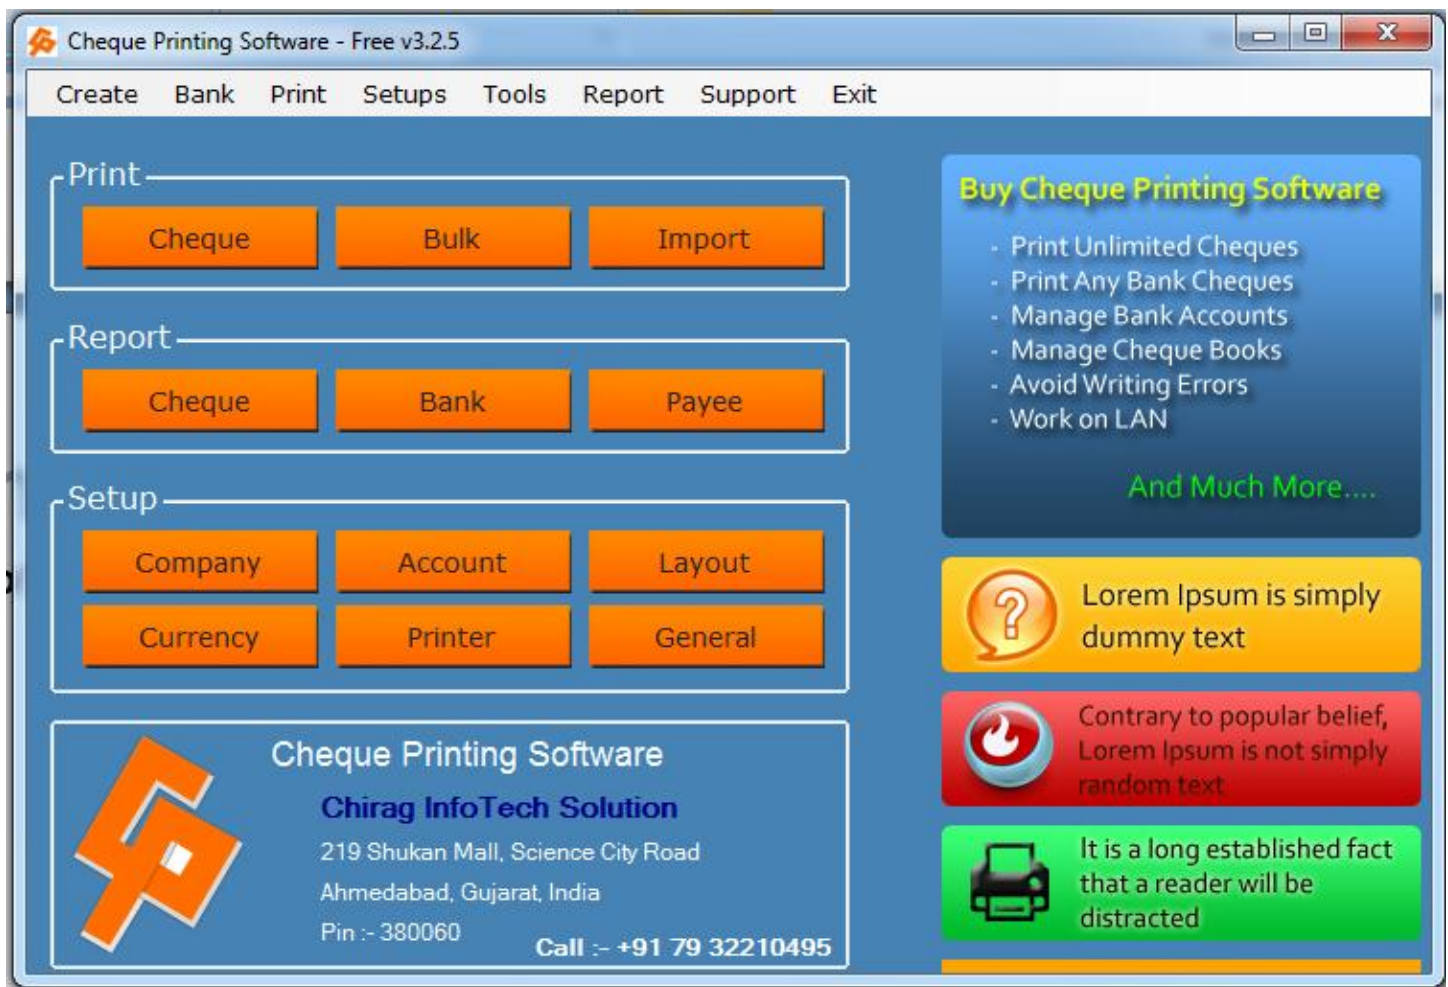 Cheque Printing Software - Free v3.2.5
Create Bank Print Setups Tools Report Support Exit
Print
Cheque Bulk Import
Report
Cheque Bank Payee
Setup
Company Account Layout
Currency Printer General
Cheque Printing Software
Chirag InfoTech Solution
219 Shukan Mall, Science City Road
Ahmedabad, Gujarat, India
Pin :- 380060
Call :- +91 79 32210495
Buy Cheque Printing Software
- Print Unlimited Cheques
- Print Any Bank Cheques
- Manage Bank Accounts
- Manage Cheque Books
- Avoid Writing Errors
- Work on LAN
And Much More....
Lorem Ipsum is simply
dummy text
Contrary to popular belief,
Lorem Ipsum is not simply
random text
It is a long established fact
that a reader will be
distracted